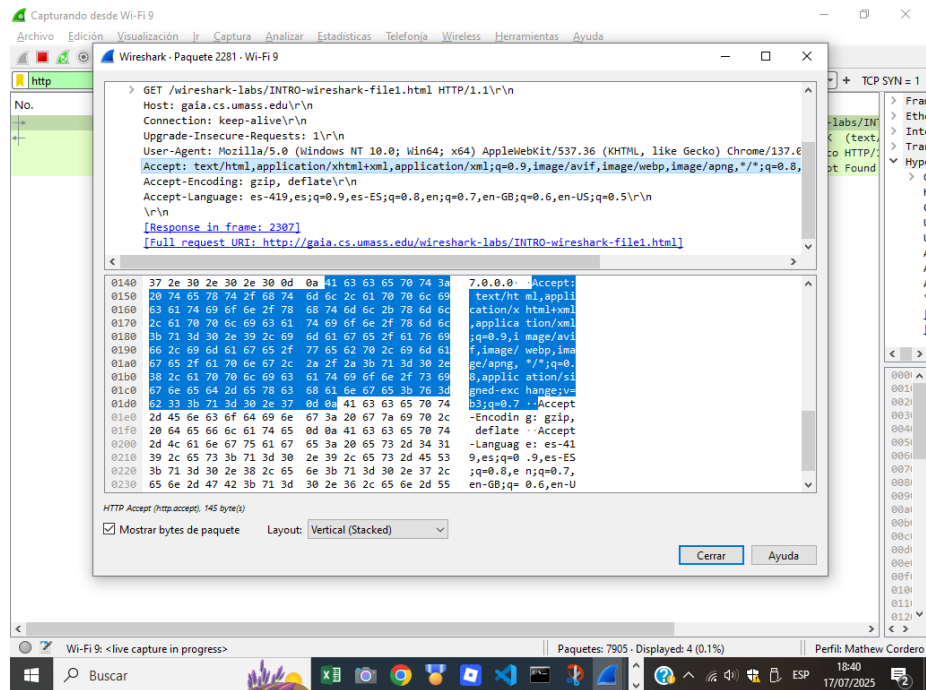 Capturando desde Wi-Fi 9
Archivo Edición Visualización Ir Captura Analizar Estadísticas Telefonía Wireless Herramientas Ayuda
Wireshark · Paquete 2281 · Wi-Fi 9
http
+ TCP SYN = 1
No.
GET /wireshark-labs/INTRO-wireshark-file1.html HTTP/1.1\r\n
Host: gaia.cs.umass.edu\r\n
Connection: keep-alive\r\n
Upgrade-Insecure-Requests: 1\r\n
User-Agent: Mozilla/5.0 (Windows NT 10.0; Win64; x64) AppleWebKit/537.36 (KHTML, like Gecko) Chrome/137.0
Accept: text/html,application/xhtml+xml,application/xml;q=0.9,image/avif,image/webp,image/apng,*/*;q=0.8,
Accept-Encoding: gzip, deflate\r\n
Accept-Language: es-419,es;q=0.9,es-ES;q=0.8,en;q=0.7,en-GB;q=0.6,en-US;q=0.5\r\n
\r\n
[Response in frame: 2307]
[Full request URI: http://gaia.cs.umass.edu/wireshark-labs/INTRO-wireshark-file1.html]
0140 37 2e 30 2e 30 2e 30 0d 0a 41 63 63 65 70 74 3a 7.0.0.0· ·Accept:
0150 20 74 65 78 74 2f 68 74 6d 6c 2c 61 70 70 6c 69 text/ht ml,appli
0160 63 61 74 69 6f 6e 2f 78 68 74 6d 6c 2b 78 6d 6c cation/x html+xml
0170 2c 61 70 70 6c 69 63 61 74 69 6f 6e 2f 78 6d 6c ,applica tion/xml
0180 3b 71 3d 30 2e 39 2c 69 6d 61 67 65 2f 61 76 69 ;q=0.9,i mage/avi
0190 66 2c 69 6d 61 67 65 2f 77 65 62 70 2c 69 6d 61 f,image/ webp,ima
01a0 67 65 2f 61 70 6e 67 2c 2a 2f 2a 3b 71 3d 30 2e ge/apng, */*;q=0.
01b0 38 2c 61 70 70 6c 69 63 61 74 69 6f 6e 2f 73 69 8,applic ation/si
01c0 67 6e 65 64 2d 65 78 63 68 61 6e 67 65 3b 76 3d gned-exc hange;v=
01d0 62 33 3b 71 3d 30 2e 37 0d 0a 41 63 63 65 70 74 b3;q=0.7 ··Accept
01e0 2d 45 6e 63 6f 64 69 6e 67 3a 20 67 7a 69 70 2c -Encodin g: gzip,
01f0 20 64 65 66 6c 61 74 65 0d 0a 41 63 63 65 70 74 deflate ··Accept
0200 2d 4c 61 6e 67 75 61 67 65 3a 20 65 73 2d 34 31 -Languag e: es-41
0210 39 2c 65 73 3b 71 3d 30 2e 39 2c 65 73 2d 45 53 9,es;q=0 .9,es-ES
0220 3b 71 3d 30 2e 38 2c 65 6e 3b 71 3d 30 2e 37 2c ;q=0.8,e n;q=0.7,
0230 65 6e 2d 47 42 3b 71 3d 30 2e 36 2c 65 6e 2d 55 en-GB;q= 0.6,en-U
HTTP Accept (http.accept), 145 byte(s)
Mostrar bytes de paquete Layout: Vertical (Stacked)
Cerrar Ayuda
Wi-Fi 9: <live capture in progress>
Paquetes: 7905 · Displayed: 4 (0.1%)
Perfil: Mathew Cordero
Buscar
ESP
18:40
17/07/2025
2